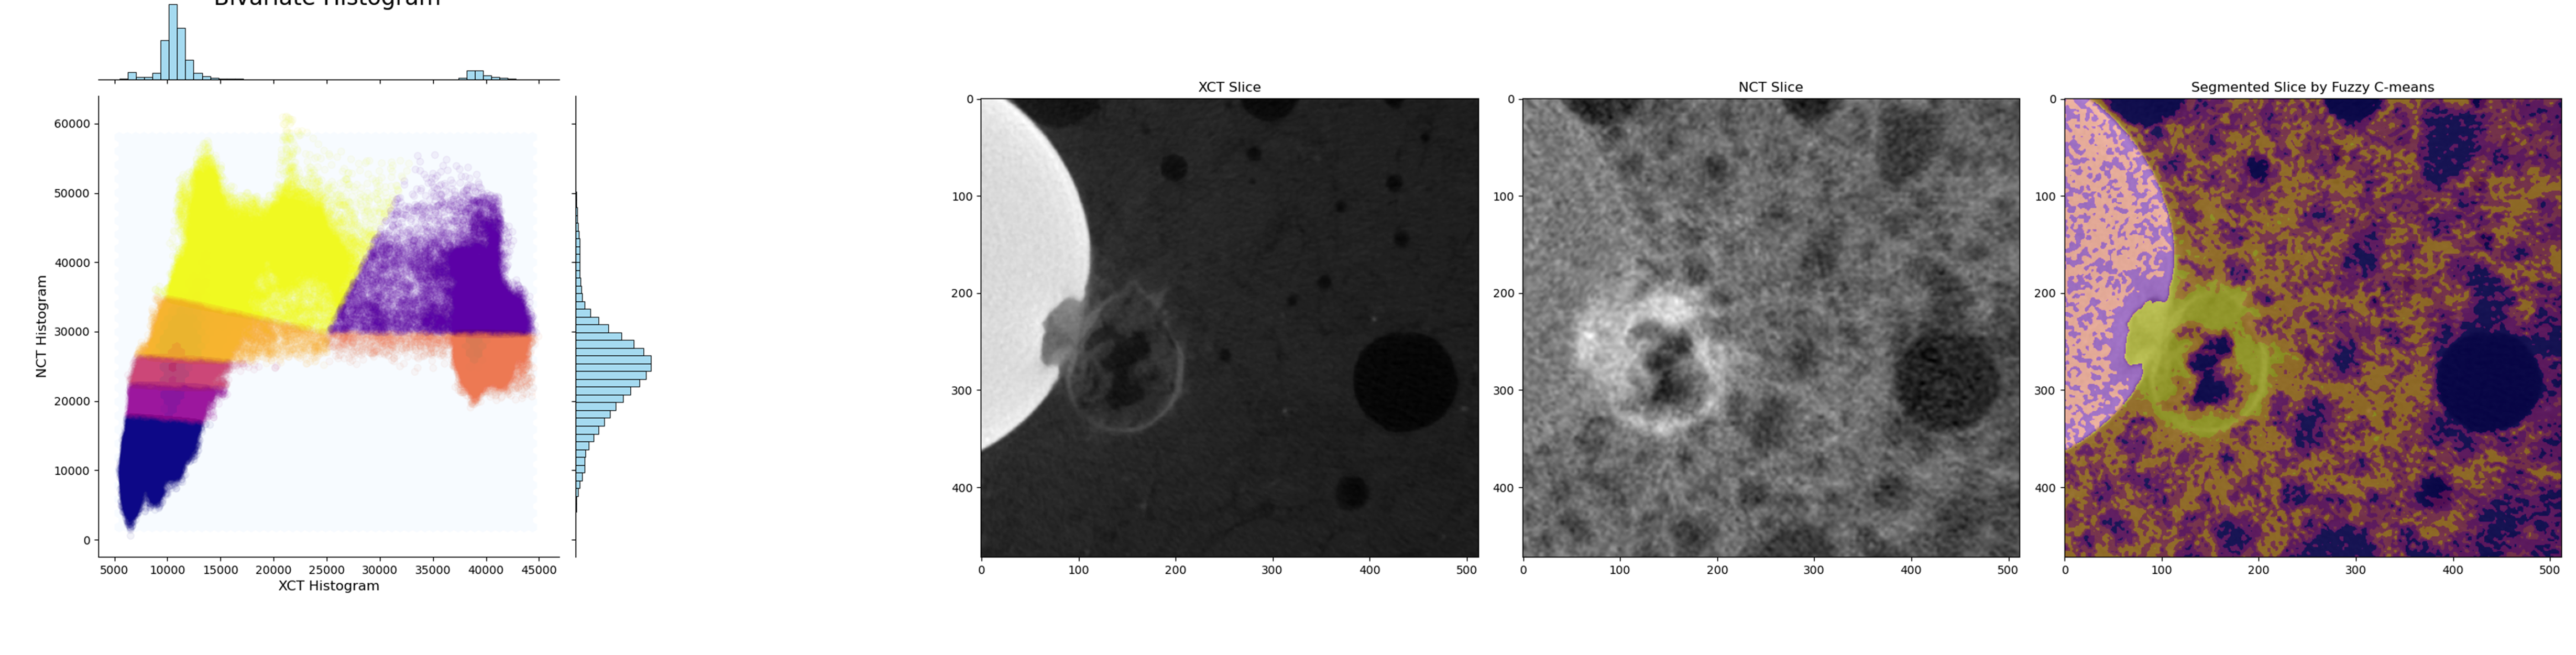 Bivariate Histogram
60000
50000
40000
30000
20000
10000
0
NCT Histogram
5000 10000 15000 20000 25000 30000 35000 40000 45000
XCT Histogram
XCT Slice
0
100
200
300
400
0 100 200 300 400 500
NCT Slice
0
100
200
300
400
0 100 200 300 400 500
Segmented Slice by Fuzzy C-means
0
100
200
300
400
0 100 200 300 400 500